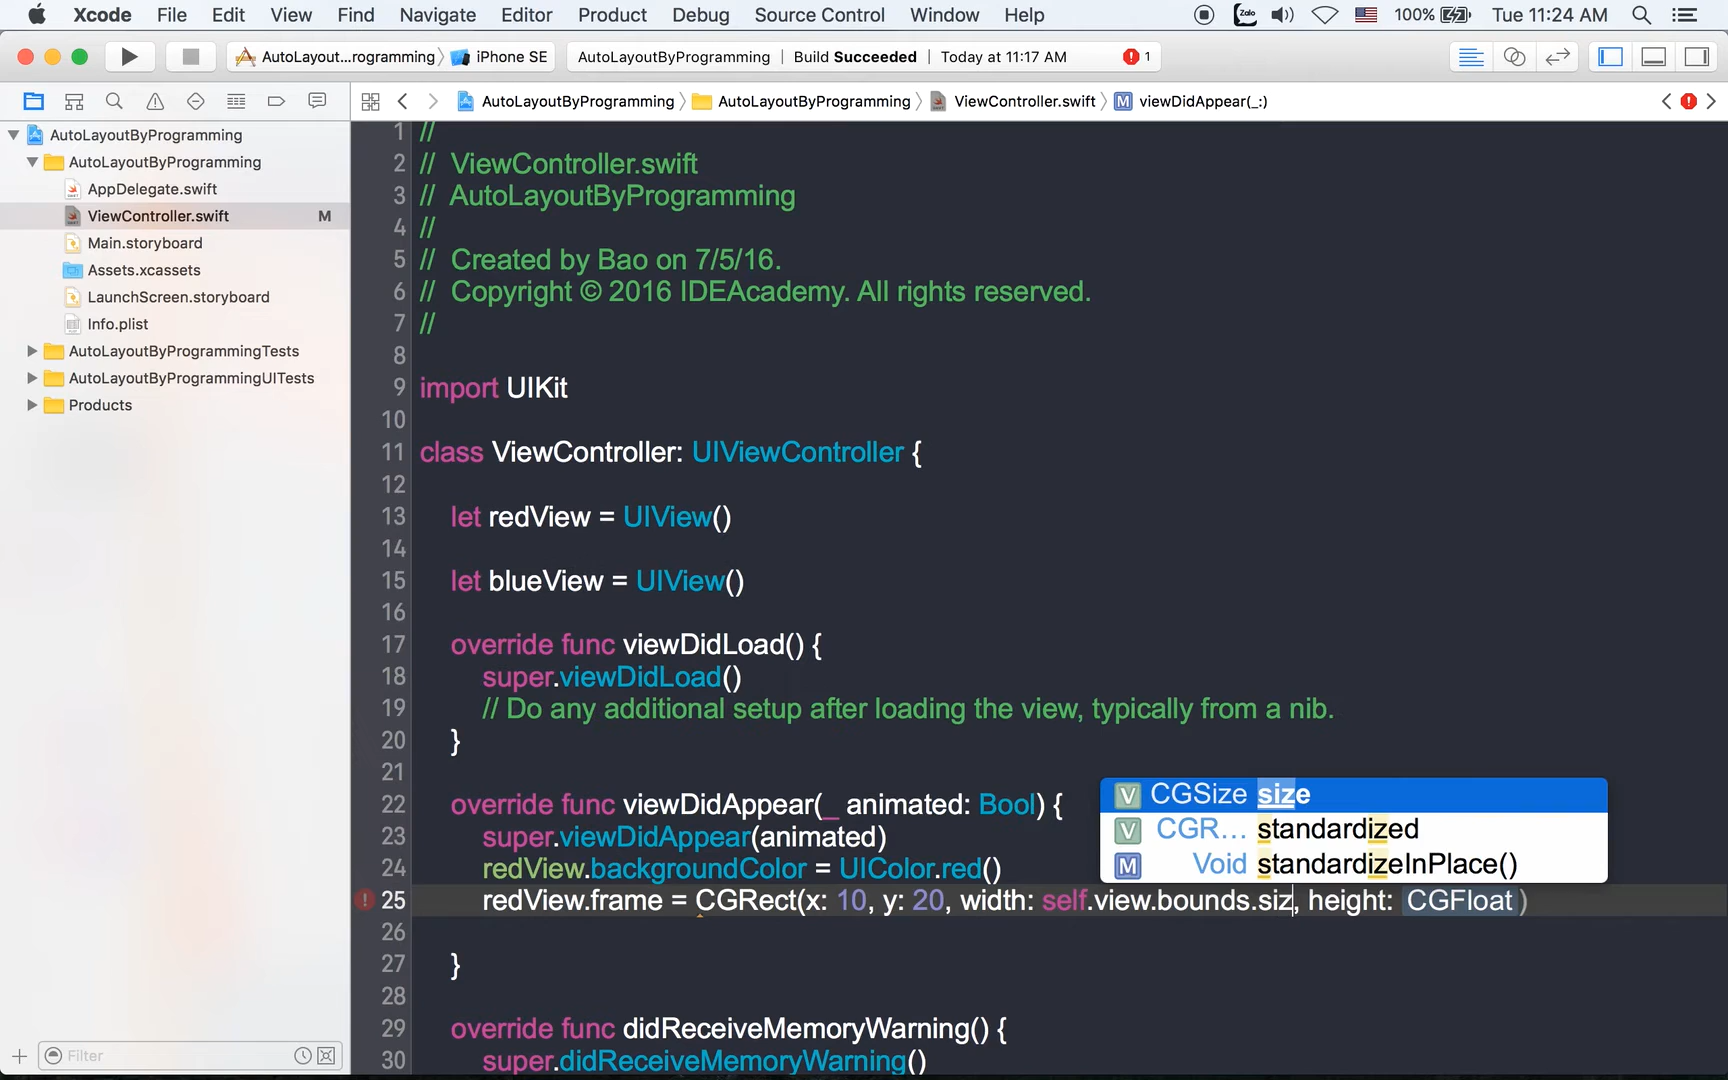 Xcode File Edit View Find Navigate Editor Product Debug Source Control Window Help Zalo 100% Tue 11:24 AM
AutoLayout...rogramming iPhone SE AutoLayoutByProgramming | Build Succeeded | Today at 11:17 AM 1
AutoLayoutByProgramming AutoLayoutByProgramming ViewController.swift M viewDidAppear(_:)
AutoLayoutByProgramming
AutoLayoutByProgramming
AppDelegate.swift
ViewController.swift M
Main.storyboard
Assets.xcassets
LaunchScreen.storyboard
Info.plist
AutoLayoutByProgrammingTests
AutoLayoutByProgrammingUITests
Products
Filter
1 //
2 // ViewController.swift
3 // AutoLayoutByProgramming
4 //
5 // Created by Bao on 7/5/16.
6 // Copyright © 2016 IDEAcademy. All rights reserved.
7 //
8
9 import UIKit
10
11 class ViewController: UIViewController {
12
13 let redView = UIView()
14
15 let blueView = UIView()
16
17 override func viewDidLoad() {
18 super.viewDidLoad()
19 // Do any additional setup after loading the view, typically from a nib.
20 }
21
22 override func viewDidAppear(_ animated: Bool) {
23 super.viewDidAppear(animated)
24 redView.backgroundColor = UIColor.red()
25 redView.frame = CGRect(x: 10, y: 20, width: self.view.bounds.siz, height: CGFloat)
26
27 }
28
29 override func didReceiveMemoryWarning() {
30 super.didReceiveMemoryWarning()
V CGSize size
V CGR... standardized
M Void standardizeInPlace()